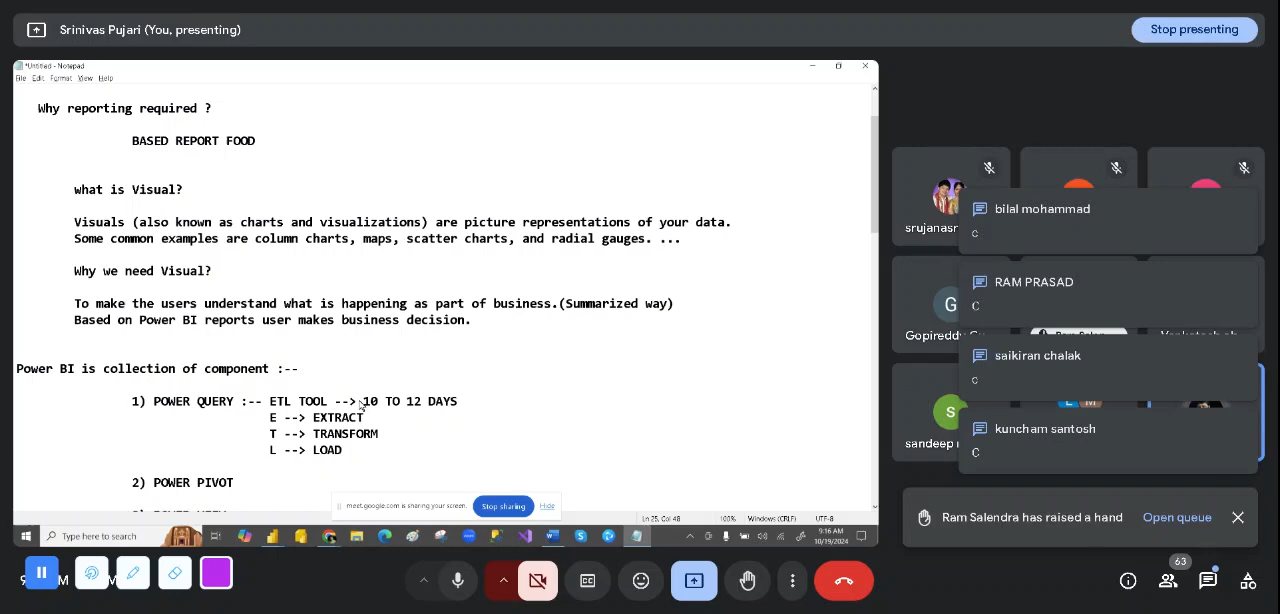 Srinivas Pujari (You, presenting)
Stop presenting
*Untitled - Notepad
File Edit Format View Help
Why reporting required ?
BASED REPORT FOOD
what is Visual?
Visuals (also known as charts and visualizations) are picture representations of your data.
Some common examples are column charts, maps, scatter charts, and radial gauges. ...
Why we need Visual?
To make the users understand what is happening as part of business.(Summarized way)
Based on Power BI reports user makes business decision.
Power BI is collection of component :--
1) POWER QUERY :-- ETL TOOL --> 10 TO 12 DAYS
E --> EXTRACT
T --> TRANSFORM
L --> LOAD
2) POWER PIVOT
meet.google.com is sharing your screen.
Stop sharing
Hide
Ln 25, Col 48
100%
Windows (CRLF)
UTF-8
Type here to search
9:16 AM
10/19/2024
srujanasr
bilal mohammad
c
RAM PRASAD
C
G
Gopireddy
saikiran chalak
c
S
sandeep
kuncham santosh
C
Ram Salendra has raised a hand
Open queue
63